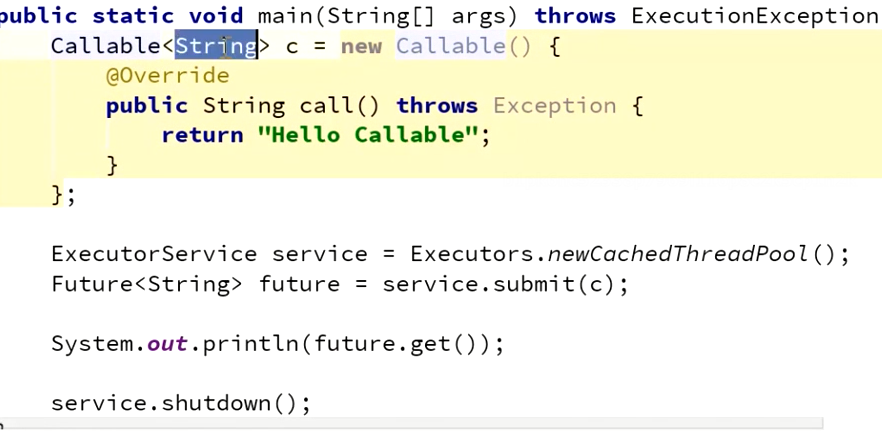 public static void main(String[] args) throws ExecutionException
Callable<String> c = new Callable() {
@Override
public String call() throws Exception {
return "Hello Callable";
}
};
ExecutorService service = Executors.newCachedThreadPool();
Future<String> future = service.submit(c);
System.out.println(future.get());
service.shutdown();